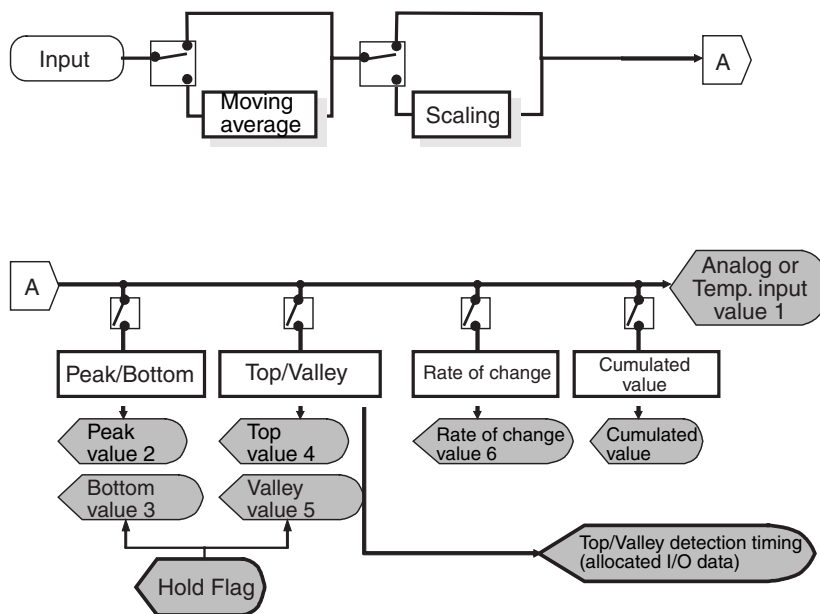 Input
Moving
average
Scaling
A
A
Analog or
Temp. input
value 1
Peak/Bottom
Top/Valley
Rate of change
Cumulated
value
Peak
value 2
Top
value 4
Rate of change
value 6
Cumulated
value
Bottom
value 3
Valley
value 5
Top/Valley detection timing
(allocated I/O data)
Hold Flag